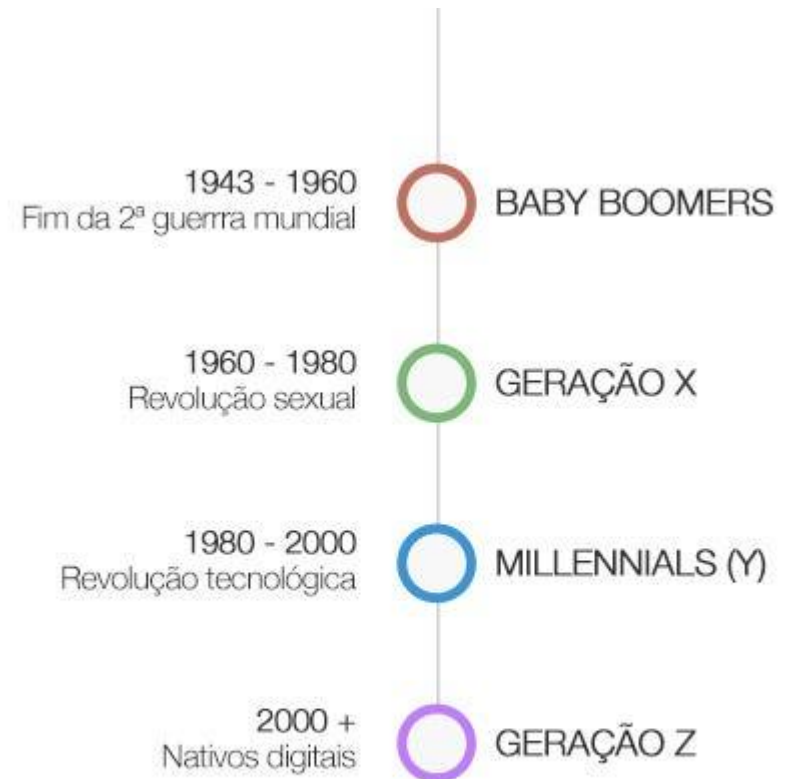 1943 - 1960
Fim da 2ª guerrra mundial
BABY BOOMERS
1960 - 1980
Revolução sexual
GERAÇÃO X
1980 - 2000
Revolução tecnológica
MILLENNIALS (Y)
2000 +
Nativos digitais
GERAÇÃO Z